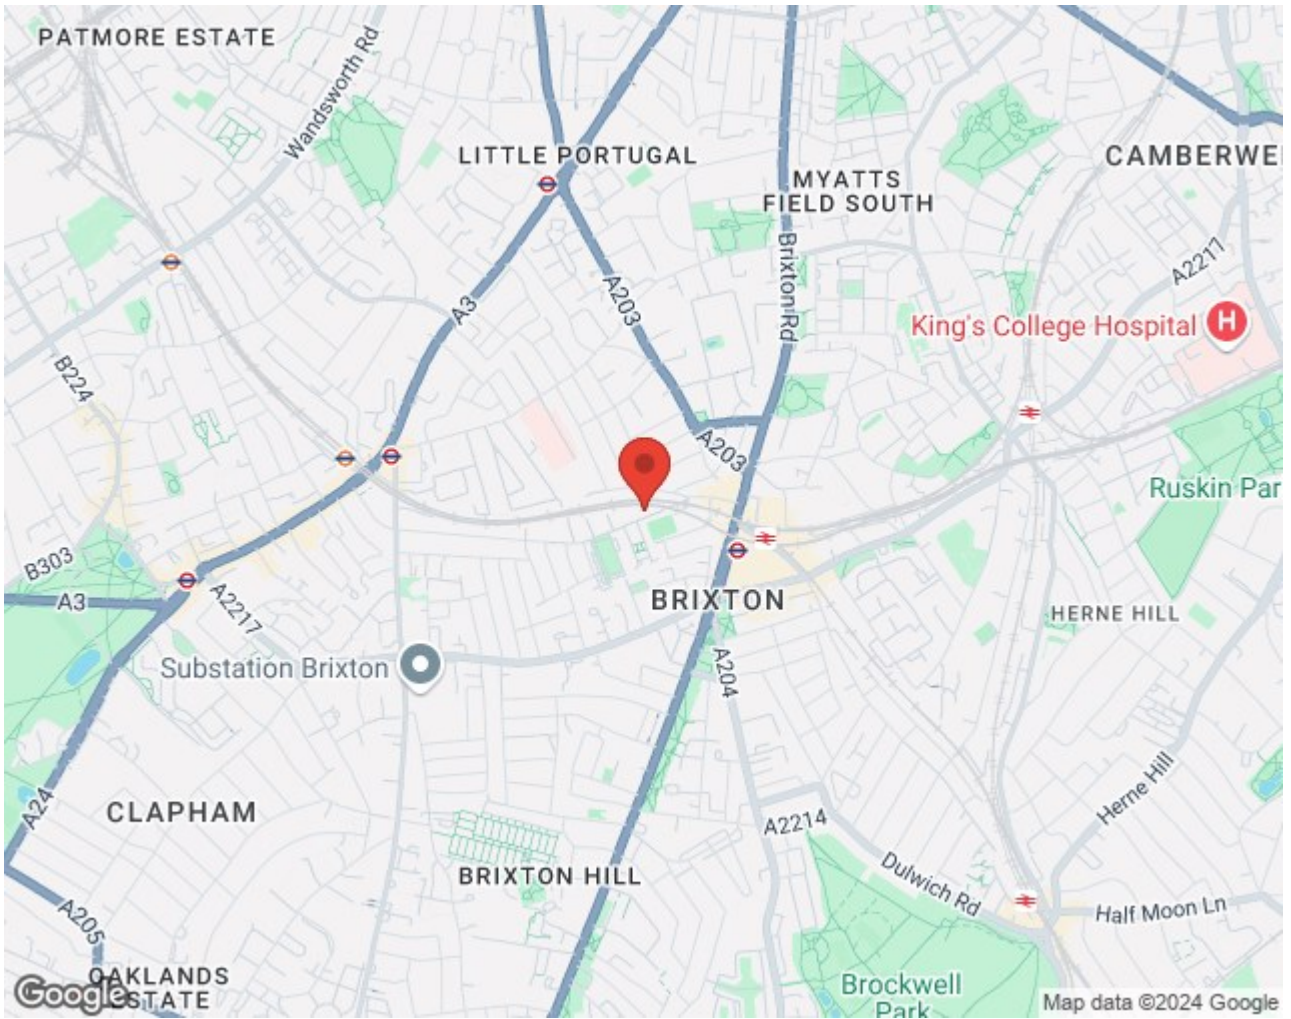 PATMORE ESTATE
Wandsworth Rd
LITTLE PORTUGAL
CAMBERWE
MYATTS
FIELD SOUTH
Brixton Rd
A2217
A203
A3
King's College Hospital
H
B224
A203
Ruskin Par
B303
A3
A2217
BRIXTON
HERNE HILL
Substation Brixton
A204
CLAPHAM
A24
A2214
Herne Hill
BRIXTON HILL
Dulwich Rd
A205
Half Moon Ln
OAKLANDS
ESTATE
Brockwell
Park
Google
Map data ©2024 Google